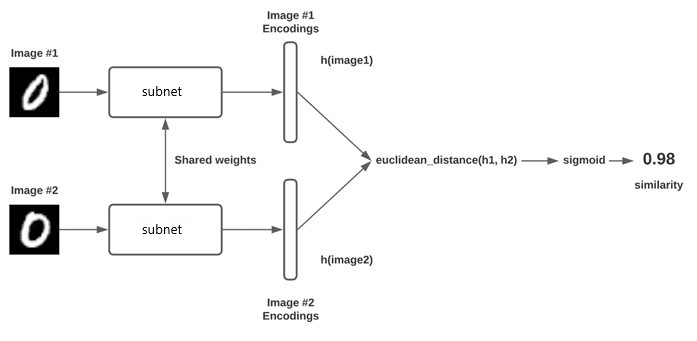 Image #1
Encodings
Image #1
h(image1)
subnet
Shared weights
euclidean_distance(h1, h2)
sigmoid
0.98
similarity
Image #2
subnet
h(image2)
Image #2
Encodings